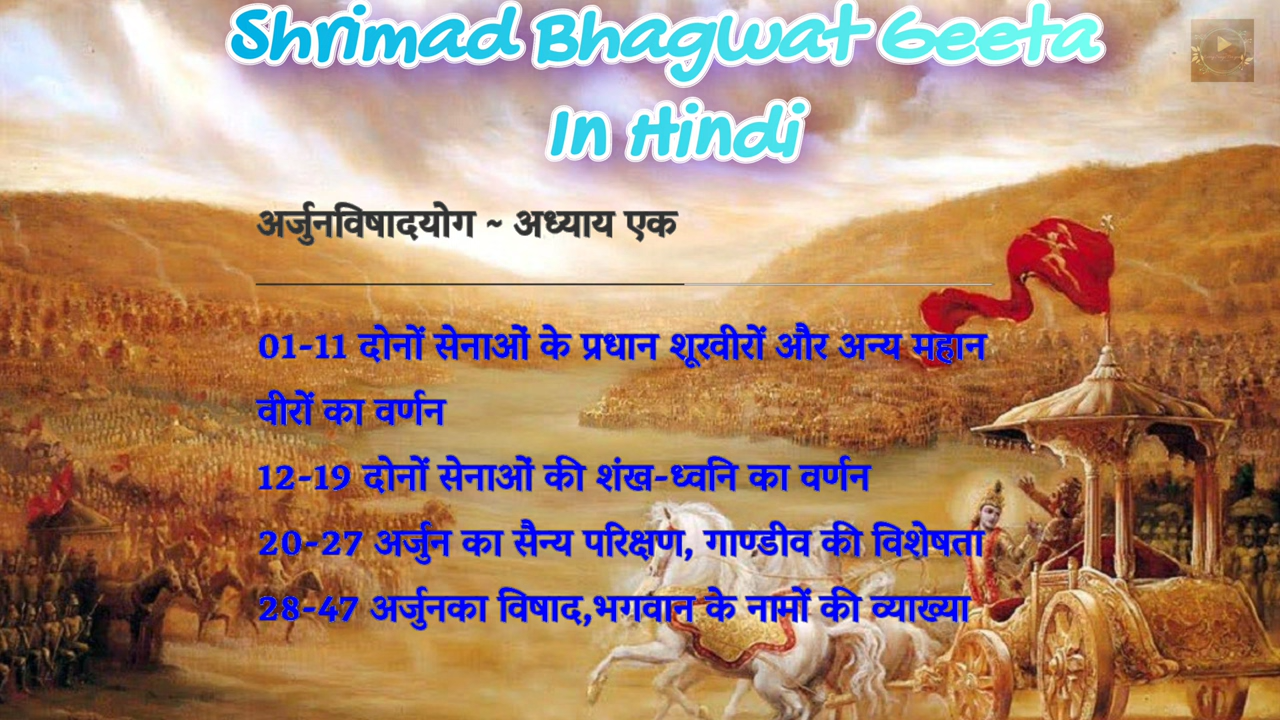 Shrimad Bhagwat Geeta
In Hindi
अर्जुनविषादयोग ~ अध्याय एक
01-11 दोनों सेनाओं के प्रधान शूरवीरों और अन्य महान
वीरों का वर्णन
12-19 दोनों सेनाओं की शंख-ध्वनि का वर्णन
20-27 अर्जुन का सैन्य परिक्षण, गाण्डीव की विशेषता
28-47 अर्जुनका विषाद,भगवान के नामों की व्याख्या